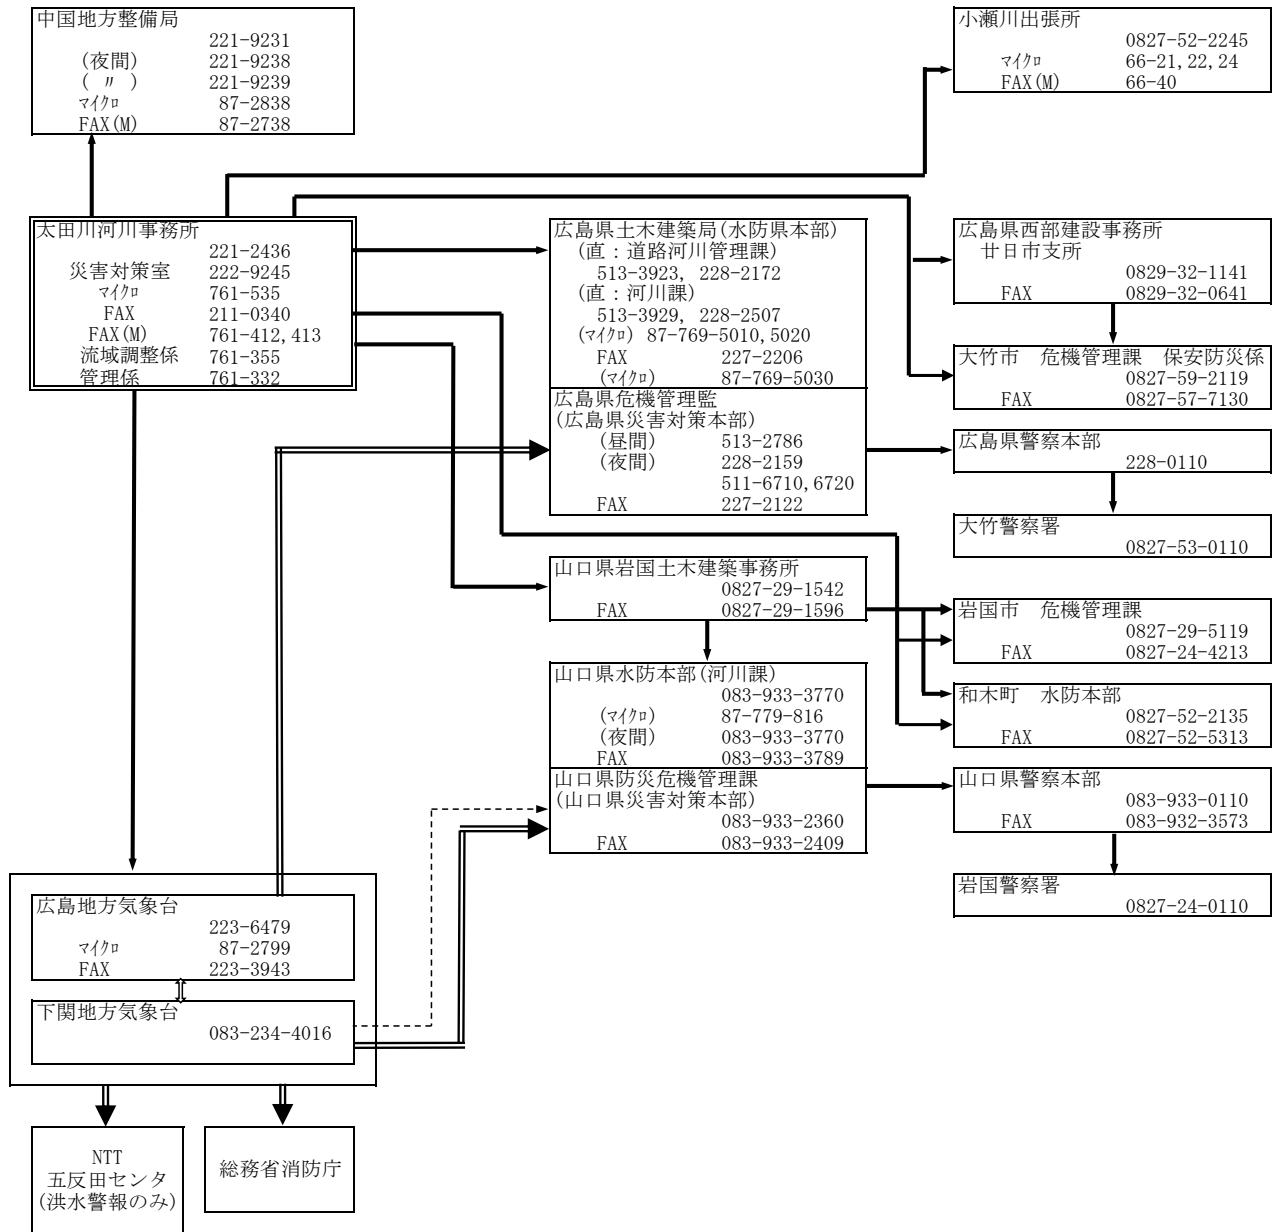 中国地方整備局
221-9231
(夜間) 221-9238
( 〃 ) 221-9239
ﾏｲｸﾛ 87-2838
FAX(M) 87-2738
太田川河川事務所
221-2436
災害対策室 222-9245
ﾏｲｸﾛ 761-535
FAX 211-0340
FAX(M) 761-412,413
流域調整係 761-355
管理係 761-332
広島地方気象台
223-6479
ﾏｲｸﾛ 87-2799
FAX 223-3943
下関地方気象台
083-234-4016
NTT
五反田センタ
(洪水警報のみ)
総務省消防庁
広島県土木建築局(水防県本部)
(直：道路河川管理課)
513-3923, 228-2172
(直：河川課)
513-3929, 228-2507
(ﾏｲｸﾛ) 87-769-5010,5020
FAX 227-2206
(ﾏｲｸﾛ) 87-769-5030
広島県危機管理監
(広島県災害対策本部)
(昼間) 513-2786
(夜間) 228-2159
511-6710,6720
FAX 227-2122
山口県岩国土木建築事務所
0827-29-1542
FAX 0827-29-1596
山口県水防本部(河川課)
083-933-3770
(ﾏｲｸﾛ) 87-779-816
(夜間) 083-933-3770
FAX 083-933-3789
山口県防災危機管理課
(山口県災害対策本部)
083-933-2360
FAX 083-933-2409
小瀬川出張所
0827-52-2245
ﾏｲｸﾛ 66-21,22,24
FAX(M) 66-40
広島県西部建設事務所
廿日市支所
0829-32-1141
FAX 0829-32-0641
大竹市　危機管理課　保安防災係
0827-59-2119
FAX 0827-57-7130
広島県警察本部
228-0110
大竹警察署
0827-53-0110
岩国市　危機管理課
0827-29-5119
FAX 0827-24-4213
和木町　水防本部
0827-52-2135
FAX 0827-52-5313
山口県警察本部
083-933-0110
FAX 083-932-3573
岩国警察署
0827-24-0110